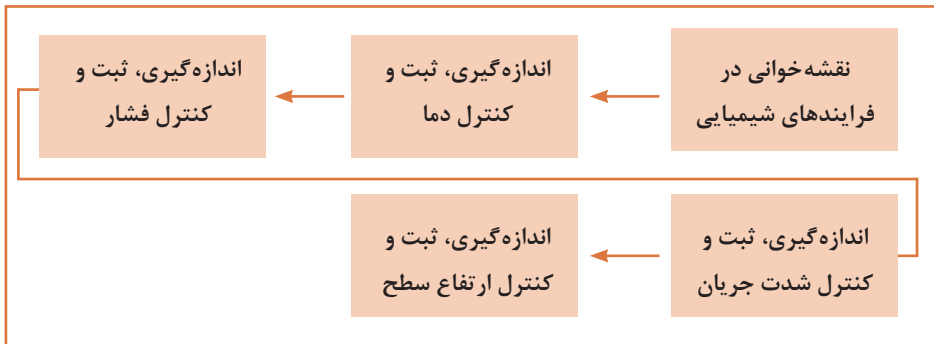 نقشه‌خوانی در
فرایندهای شیمیایی
اندازه‌گیری، ثبت و
کنترل دما
اندازه‌گیری، ثبت و
کنترل فشار
اندازه‌گیری، ثبت و
کنترل شدت جریان
اندازه‌گیری، ثبت و
کنترل ارتفاع سطح